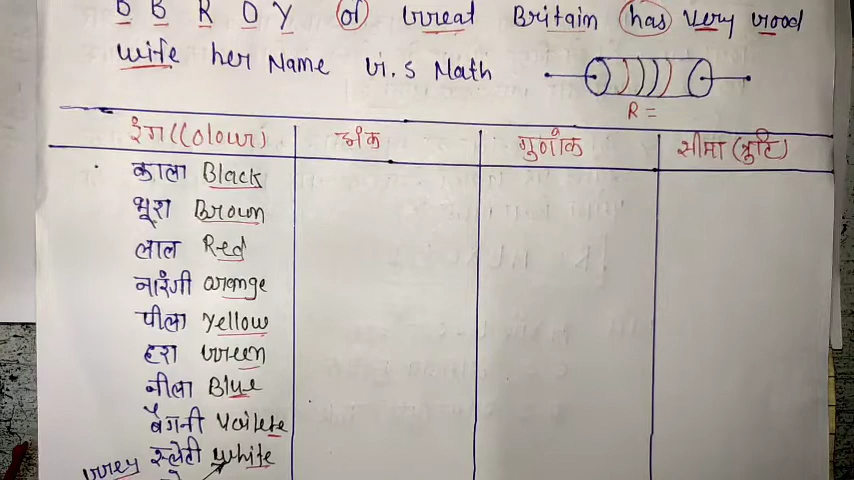 B B R O Y of Great Britain has very Good
wife her Name G.S Math
R =
रंग (Colour) अंक गुणांक सीमा (त्रुटि)
काला Black
भूरा Brown
लाल Red
नारंगी orange
पीला Yellow
हरा Green
नीला Blue
बैगनी Voilete
Grey स्लेटी White